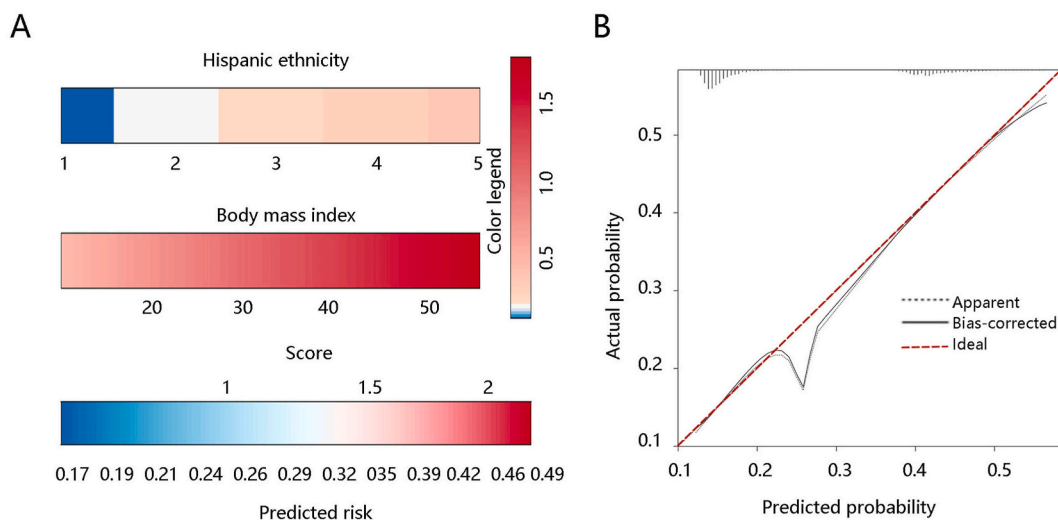 A
Hispanic ethnicity
1 2 3 4 5
Body mass index
20 30 40 50
Color legend
0.5 1.0 1.5
Score
1 1.5 2
0.17 0.19 0.21 0.24 0.26 0.29 0.32 035 0.39 0.42 0.46 0.49
Predicted risk
B
Actual probability
0.5
0.4
0.3
0.2
0.1
Apparent
Bias-corrected
Ideal
0.1 0.2 0.3 0.4 0.5
Predicted probability